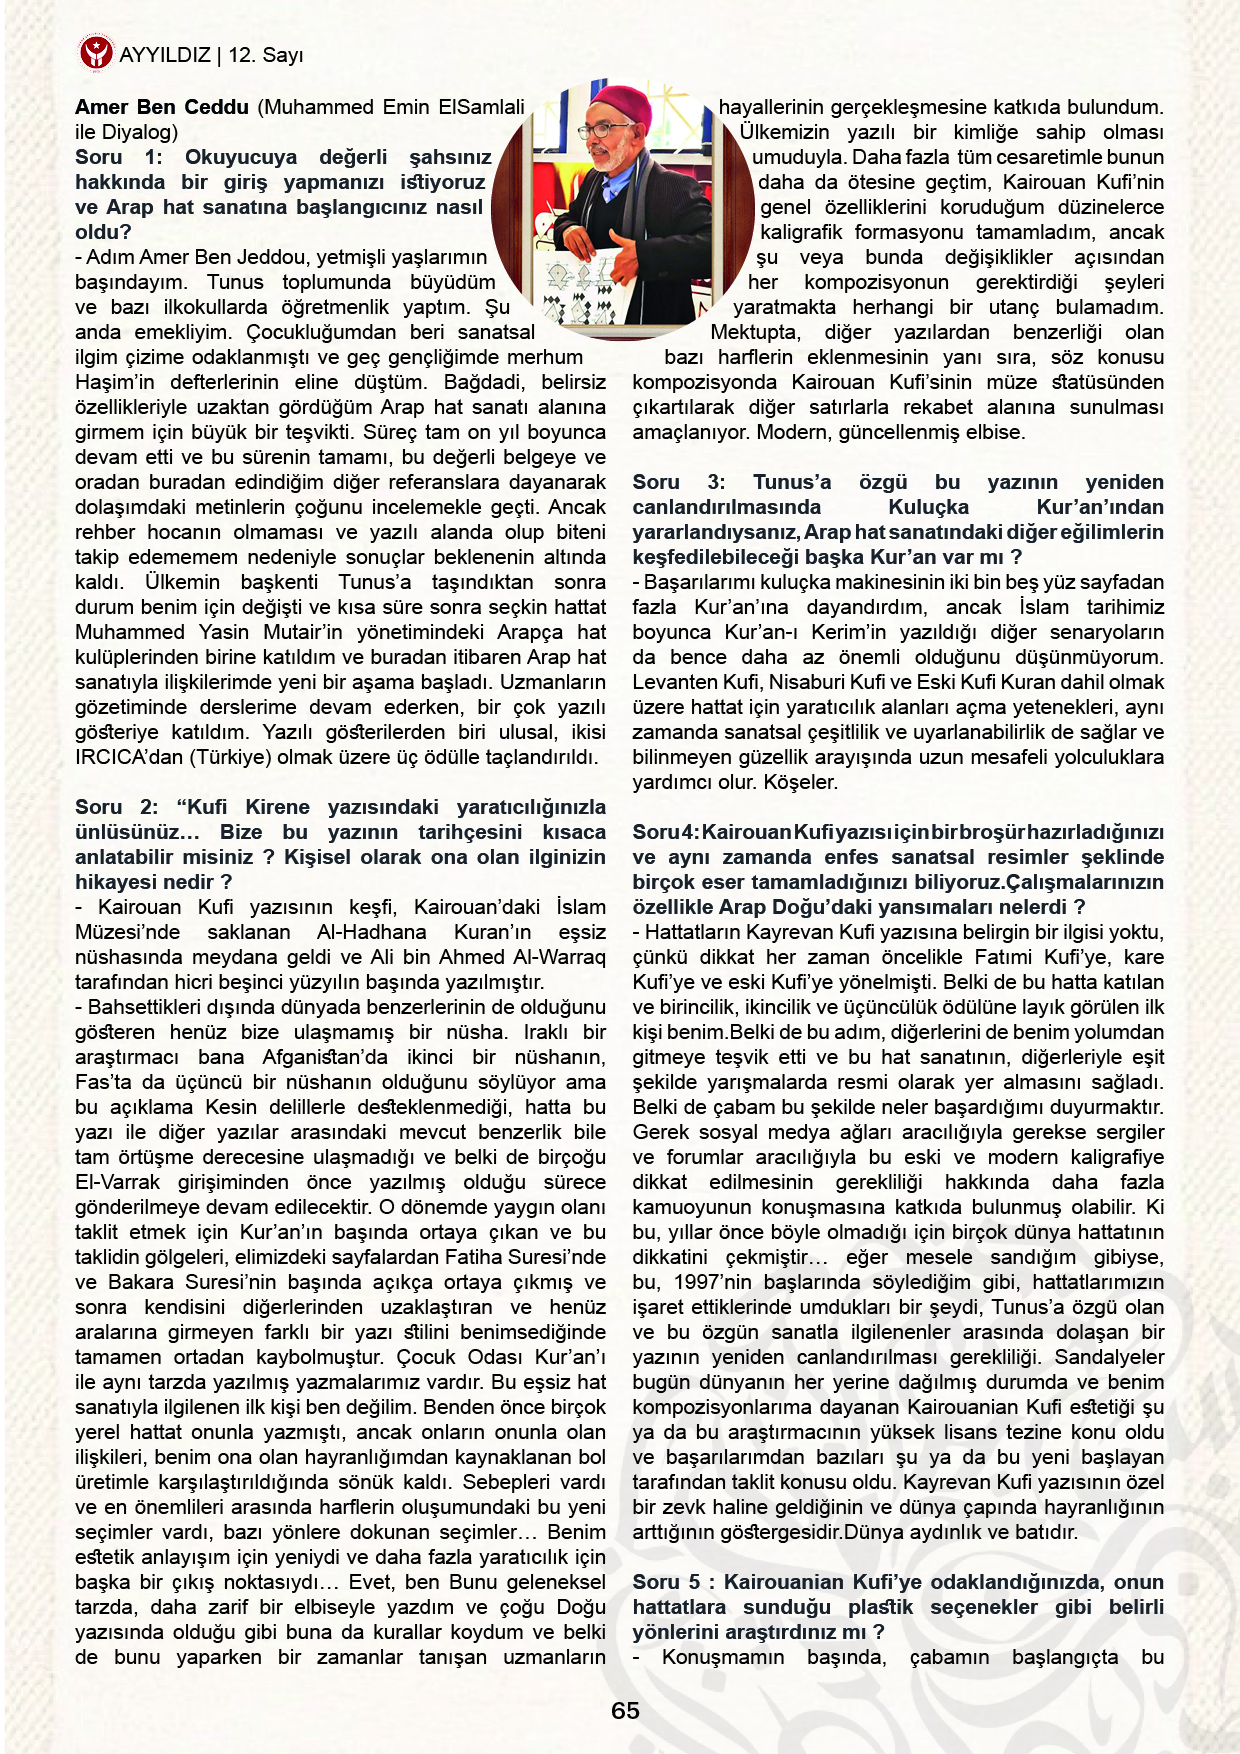 AYYILDIZ | 12. Sayı
Amer Ben Ceddu (Muhammed Emin ElSamlali
ile Diyalog)
Soru 1: Okuyucuya değerli şahsınız
hakkında bir giriş yapmanızı istiyoruz
ve Arap hat sanatına başlangıcınız nasıl
oldu?
- Adım Amer Ben Jeddou, yetmişli yaşlarımın
başındayım. Tunus toplumunda büyüdüm
ve bazı ilkokullarda öğretmenlik yaptım. Şu
anda emekliyim. Çocukluğumdan beri sanatsal
ilgim çizime odaklanmıştı ve geç gençliğimde merhum
Haşim’in defterlerinin eline düştüm. Bağdadi, belirsiz
özellikleriyle uzaktan gördüğüm Arap hat sanatı alanına
girmem için büyük bir teşvikti. Süreç tam on yıl boyunca
devam etti ve bu sürenin tamamı, bu değerli belgeye ve
oradan buradan edindiğim diğer referanslara dayanarak
dolaşımdaki metinlerin çoğunu incelemekle geçti. Ancak
rehber hocanın olmaması ve yazılı alanda olup biteni
takip edememem nedeniyle sonuçlar beklenenin altında
kaldı. Ülkemin başkenti Tunus’a taşındıktan sonra
durum benim için değişti ve kısa süre sonra seçkin hattat
Muhammed Yasin Mutair’in yönetimindeki Arapça hat
kulüplerinden birine katıldım ve buradan itibaren Arap hat
sanatıyla ilişkilerimde yeni bir aşama başladı. Uzmanların
gözetiminde derslerime devam ederken, bir çok yazılı
gösteriye katıldım. Yazılı gösterilerden biri ulusal, ikisi
IRCICA’dan (Türkiye) olmak üzere üç ödülle taçlandırıldı.
Soru 2: “Kufi Kirene yazısındaki yaratıcılığınızla
ünlüsünüz… Bize bu yazının tarihçesini kısaca
anlatabilir misiniz ? Kişisel olarak ona olan ilginizin
hikayesi nedir ?
- Kairouan Kufi yazısının keşfi, Kairouan’daki İslam
Müzesi’nde saklanan Al-Hadhana Kuran’ın eşsiz
nüshasında meydana geldi ve Ali bin Ahmed Al-Warraq
tarafından hicri beşinci yüzyılın başında yazılmıştır.
- Bahsettikleri dışında dünyada benzerlerinin de olduğunu
gösteren henüz bize ulaşmamış bir nüsha. Iraklı bir
araştırmacı bana Afganistan’da ikinci bir nüshanın,
Fas’ta da üçüncü bir nüshanın olduğunu söylüyor ama
bu açıklama Kesin delillerle desteklenmediği, hatta bu
yazı ile diğer yazılar arasındaki mevcut benzerlik bile
tam örtüşme derecesine ulaşmadığı ve belki de birçoğu
El-Varrak girişiminden önce yazılmış olduğu sürece
gönderilmeye devam edilecektir. O dönemde yaygın olanı
taklit etmek için Kur’an’ın başında ortaya çıkan ve bu
taklidin gölgeleri, elimizdeki sayfalardan Fatiha Suresi’nde
ve Bakara Suresi’nin başında açıkça ortaya çıkmış ve
sonra kendisini diğerlerinden uzaklaştıran ve henüz
aralarına girmeyen farklı bir yazı stilini benimsediğinde
tamamen ortadan kaybolmuştur. Çocuk Odası Kur’an’ı
ile aynı tarzda yazılmış yazmalarımız vardır. Bu eşsiz hat
sanatıyla ilgilenen ilk kişi ben değilim. Benden önce birçok
yerel hattat onunla yazmıştı, ancak onların onunla olan
ilişkileri, benim ona olan hayranlığımdan kaynaklanan bol
üretimle karşılaştırıldığında sönük kaldı. Sebepleri vardı
ve en önemlileri arasında harflerin oluşumundaki bu yeni
seçimler vardı, bazı yönlere dokunan seçimler… Benim
estetik anlayışım için yeniydi ve daha fazla yaratıcılık için
başka bir çıkış noktasıydı… Evet, ben Bunu geleneksel
tarzda, daha zarif bir elbiseyle yazdım ve çoğu Doğu
yazısında olduğu gibi buna da kurallar koydum ve belki
de bunu yaparken bir zamanlar tanışan uzmanların
hayallerinin gerçekleşmesine katkıda bulundum.
Ülkemizin yazılı bir kimliğe sahip olması
umuduyla. Daha fazla tüm cesaretimle bunun
daha da ötesine geçtim, Kairouan Kufi’nin
genel özelliklerini koruduğum düzinelerce
kaligrafik formasyonu tamamladım, ancak
şu veya bunda değişiklikler açısından
her kompozisyonun gerektirdiği şeyleri
yaratmakta herhangi bir utanç bulamadım.
Mektupta, diğer yazılardan benzerliği olan
bazı harflerin eklenmesinin yanı sıra, söz konusu
kompozisyonda Kairouan Kufi’sinin müze statüsünden
çıkartılarak diğer satırlarla rekabet alanına sunulması
amaçlanıyor. Modern, güncellenmiş elbise.
Soru 3: Tunus’a özgü bu yazının yeniden
canlandırılmasında Kuluçka Kur’an’ından
yararlandıysanız, Arap hat sanatındaki diğer eğilimlerin
keşfedilebileceği başka Kur’an var mı ?
- Başarılarımı kuluçka makinesinin iki bin beş yüz sayfadan
fazla Kur’an’ına dayandırdım, ancak İslam tarihimiz
boyunca Kur’an-ı Kerim’in yazıldığı diğer senaryoların
da bence daha az önemli olduğunu düşünmüyorum.
Levanten Kufi, Nisaburi Kufi ve Eski Kufi Kuran dahil olmak
üzere hattat için yaratıcılık alanları açma yetenekleri, aynı
zamanda sanatsal çeşitlilik ve uyarlanabilirlik de sağlar ve
bilinmeyen güzellik arayışında uzun mesafeli yolculuklara
yardımcı olur. Köşeler.
Soru 4: Kairouan Kufi yazısı için bir broşür hazırladığınızı
ve aynı zamanda enfes sanatsal resimler şeklinde
birçok eser tamamladığınızı biliyoruz.Çalışmalarınızın
özellikle Arap Doğu’daki yansımaları nelerdi ?
- Hattatların Kayrevan Kufi yazısına belirgin bir ilgisi yoktu,
çünkü dikkat her zaman öncelikle Fatımi Kufi’ye, kare
Kufi’ye ve eski Kufi’ye yönelmişti. Belki de bu hatta katılan
ve birincilik, ikincilik ve üçüncülük ödülüne layık görülen ilk
kişi benim.Belki de bu adım, diğerlerini de benim yolumdan
gitmeye teşvik etti ve bu hat sanatının, diğerleriyle eşit
şekilde yarışmalarda resmi olarak yer almasını sağladı.
Belki de çabam bu şekilde neler başardığımı duyurmaktır.
Gerek sosyal medya ağları aracılığıyla gerekse sergiler
ve forumlar aracılığıyla bu eski ve modern kaligrafiye
dikkat edilmesinin gerekliliği hakkında daha fazla
kamuoyunun konuşmasına katkıda bulunmuş olabilir. Ki
bu, yıllar önce böyle olmadığı için birçok dünya hattatının
dikkatini çekmiştir… eğer mesele sandığım gibiyse,
bu, 1997’nin başlarında söylediğim gibi, hattatlarımızın
işaret ettiklerinde umdukları bir şeydi, Tunus’a özgü olan
ve bu özgün sanatla ilgilenenler arasında dolaşan bir
yazının yeniden canlandırılması gerekliliği. Sandalyeler
bugün dünyanın her yerine dağılmış durumda ve benim
kompozisyonlarıma dayanan Kairouanian Kufi estetiği şu
ya da bu araştırmacının yüksek lisans tezine konu oldu
ve başarılarımdan bazıları şu ya da bu yeni başlayan
tarafından taklit konusu oldu. Kayrevan Kufi yazısının özel
bir zevk haline geldiğinin ve dünya çapında hayranlığının
arttığının göstergesidir.Dünya aydınlık ve batıdır.
Soru 5 : Kairouanian Kufi’ye odaklandığınızda, onun
hattatlara sunduğu plastik seçenekler gibi belirli
yönlerini araştırdınız mı ?
- Konuşmamın başında, çabamın başlangıçta bu
65